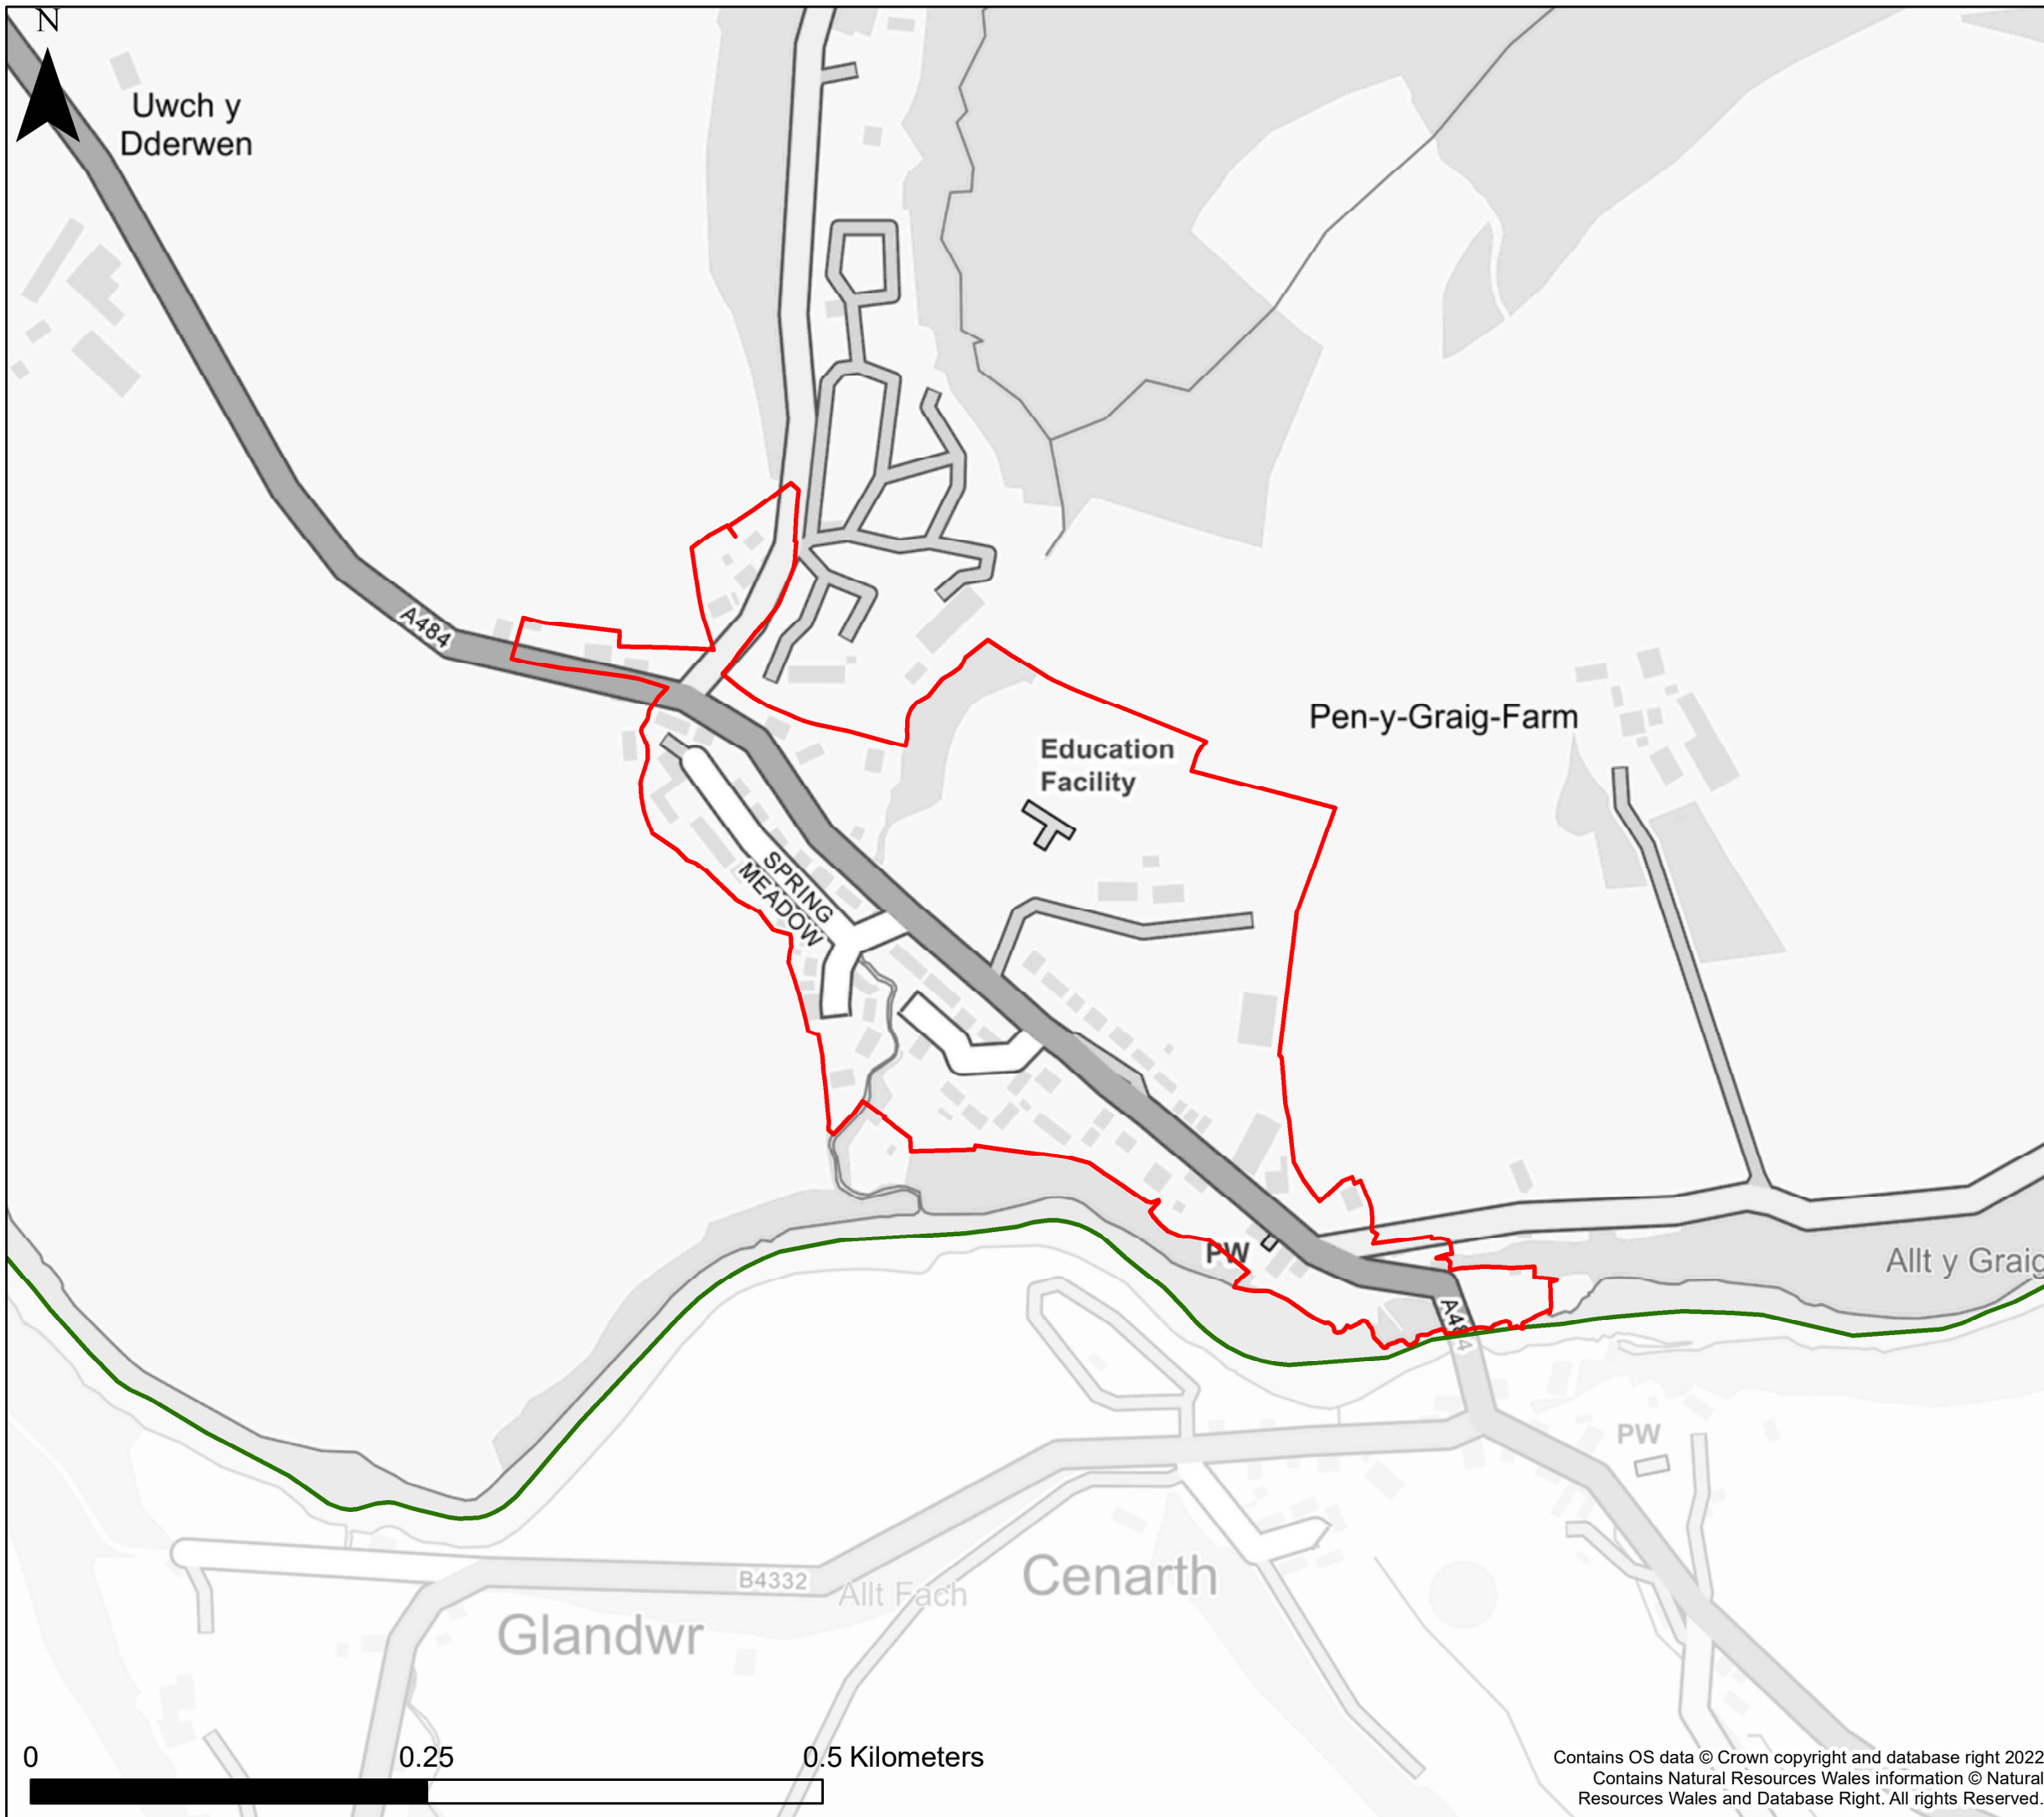 N
Uwch y
Dderwen
A484
Pen-y-Graig-Farm
Education
Facility
SPRING
MEADOW
PW
Allt y Graig
A484
PW
Cenarth
B4332
Allt Fach
Glandwr
0
0.25
0.5 Kilometers
Contains OS data © Crown copyright and database right 2022
Contains Natural Resources Wales information © Natural
Resources Wales and Database Right. All rights Reserved.